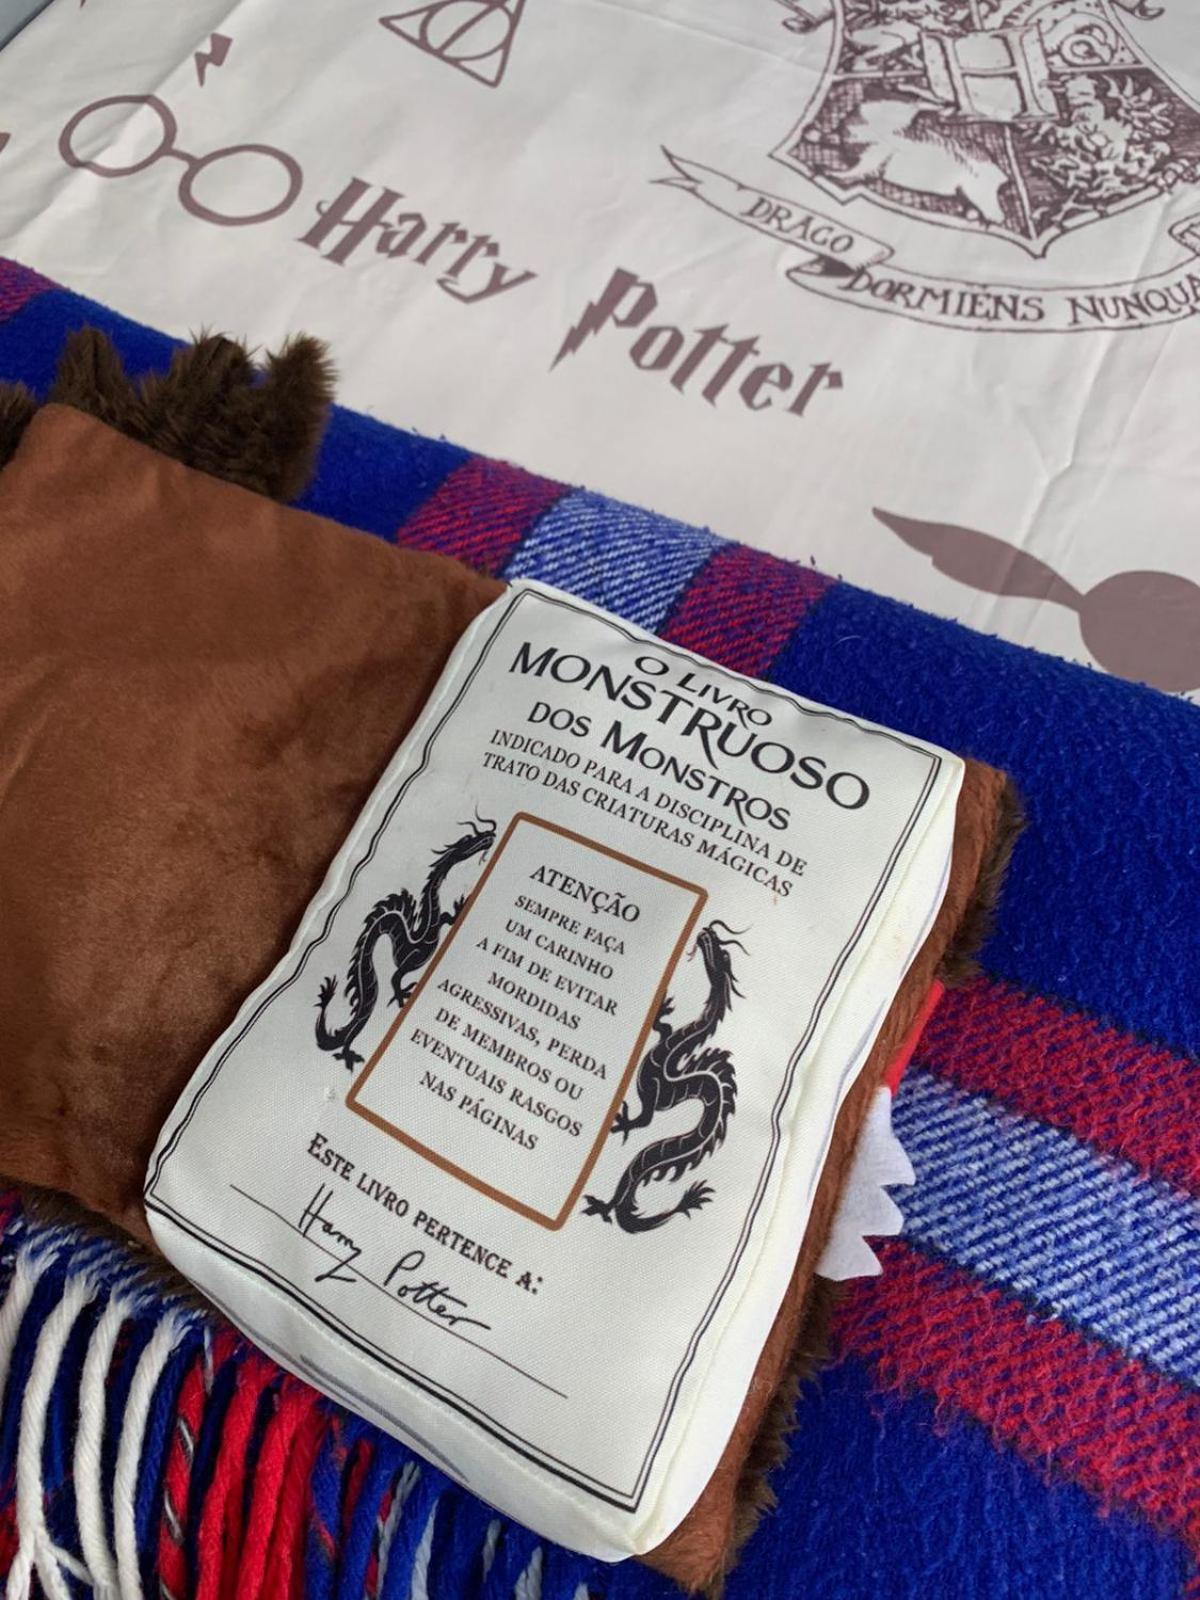 H
DRACO
DORMIENS NUNQUA
Harry
Potter
O LIVRO
MONSTRUOSO
DOS MONSTROS
INDICADO PARA A DISCIPLINA DE
TRATO DAS CRIATURAS MÁGICAS
ATENÇÃO
SEMPRE FAÇA
UM CARINHO
A FIM DE EVITAR
MORDIDAS
AGRESSIVAS, PERDA
DE MEMBROS OU
EVENTUAIS RASGOS
NAS PÁGINAS
ESTE LIVRO PERTENCE A:
Harry Potter